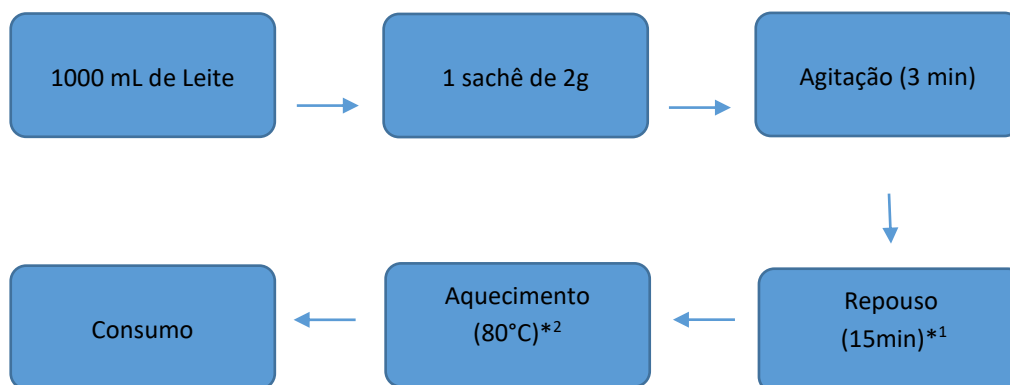 1000 mL de Leite
1 sachê de 2g
Agitação (3 min)
Repouso
(15min)*¹
Aquecimento
(80°C)*²
Consumo